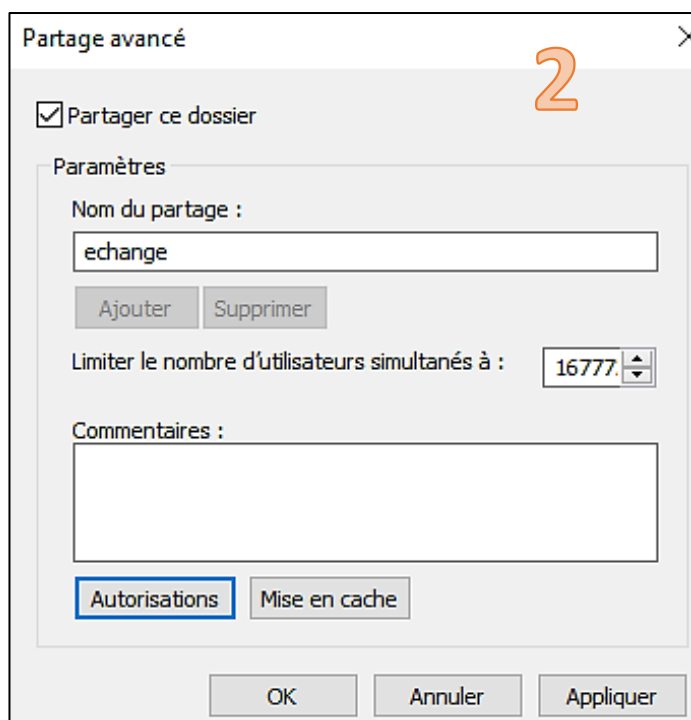 Partage avancé
2
Partager ce dossier
Paramètres
Nom du partage :
echange
Ajouter Supprimer
Limiter le nombre d'utilisateurs simultanés à : 16777
Commentaires :
Autorisations Mise en cache
OK Annuler Appliquer